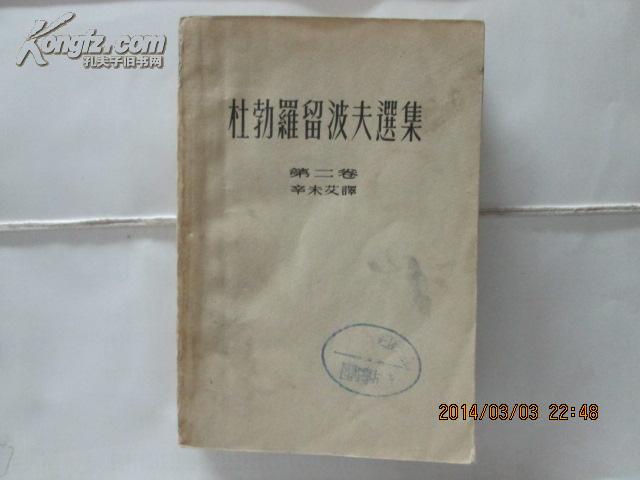 Kongfz.com
孔夫子旧书网
杜勃羅留波夫選集
第二卷
辛未艾譯
2014/03/03 22:48